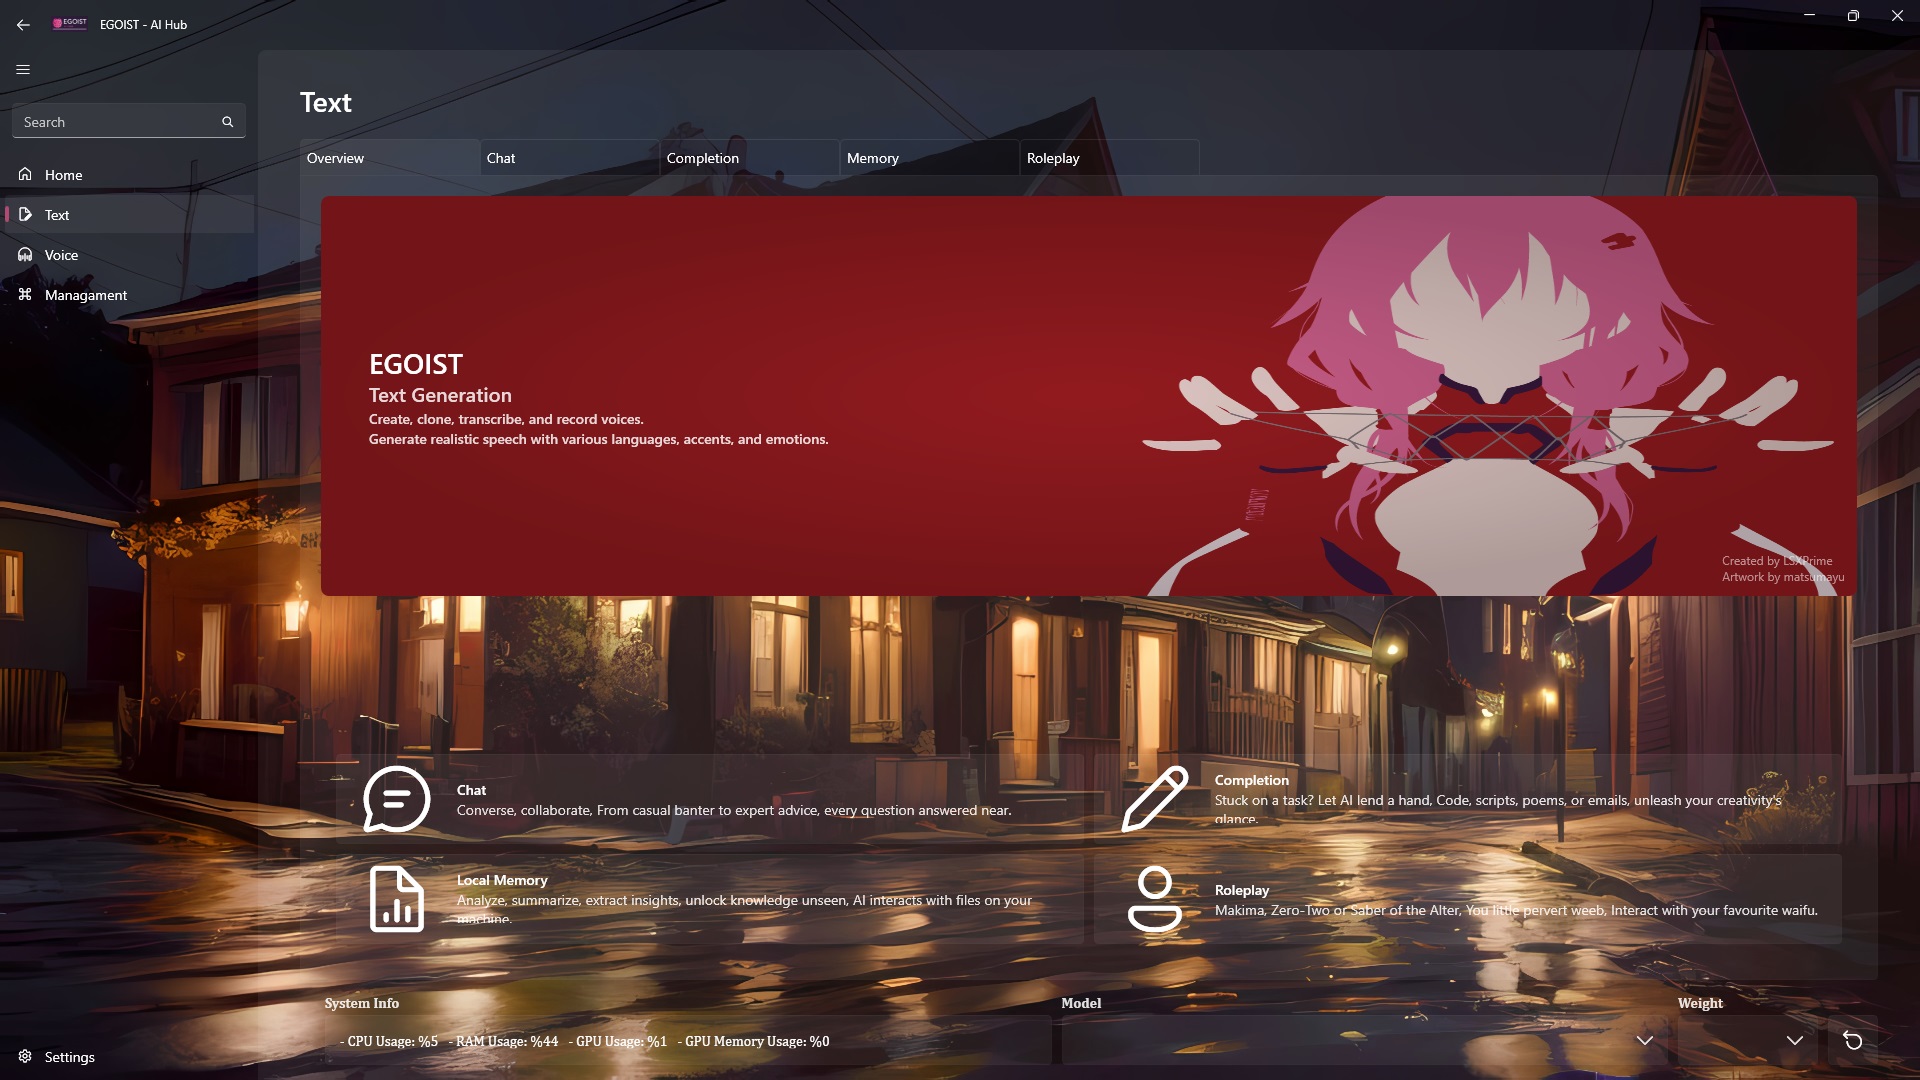 EGOIST
EGOIST - AI Hub
Search
Home
Text
Voice
Managament
Settings
Text
Overview
Chat
Completion
Memory
Roleplay
EGOIST
Text Generation
Create, clone, transcribe, and record voices.
Generate realistic speech with various languages, accents, and emotions.
Created by LSXPrime
Artwork by matsumayu
Chat
Converse, collaborate, From casual banter to expert advice, every question answered near.
Completion
Stuck on a task? Let AI lend a hand, Code, scripts, poems, or emails, unleash your creativity's
glance.
Local Memory
Analyze, summarize, extract insights, unlock knowledge unseen, AI interacts with files on your
machine.
Roleplay
Makima, Zero-Two or Saber of the Alter, You little pervert weeb, Interact with your favourite waifu.
System Info
- CPU Usage: %5 - RAM Usage: %44 - GPU Usage: %1 - GPU Memory Usage: %0
Model
Weight